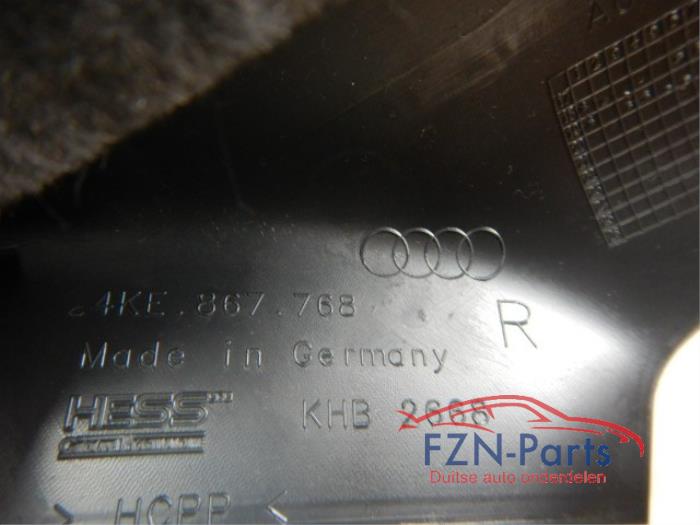 4KE.867.768
R
Made in Germany
HESS
KHB 2668
> HCPP <
FZN-Parts
Duitse auto onderdelen